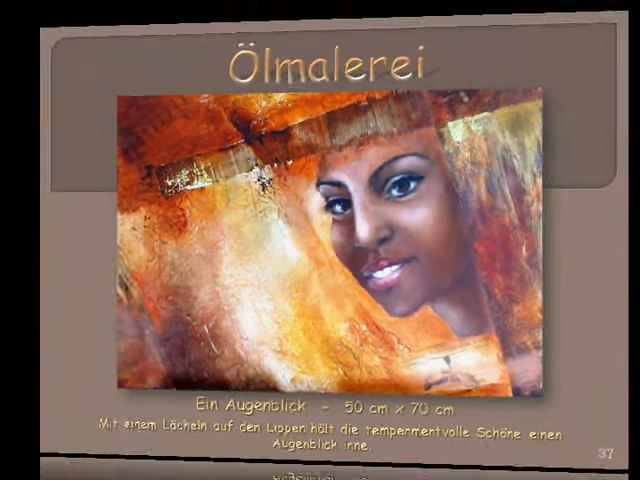 Ölmalerei
Ein Augenblick - 50 cm x 70 cm
Mit einem Lächeln auf den Lippen hält die tempermentvolle Schöne einen
Augenblick inne.
37